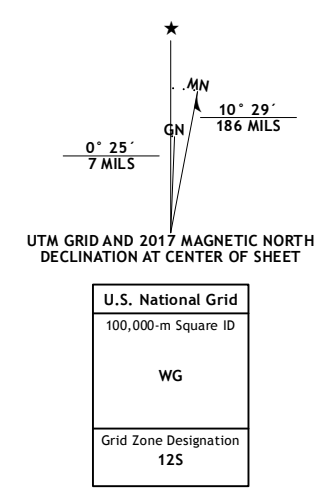 MN
10° 29´
186 MILS
GN
0° 25´
7 MILS
UTM GRID AND 2017 MAGNETIC NORTH
DECLINATION AT CENTER OF SHEET
U.S. National Grid
100,000-m Square ID
WG
Grid Zone Designation
12S